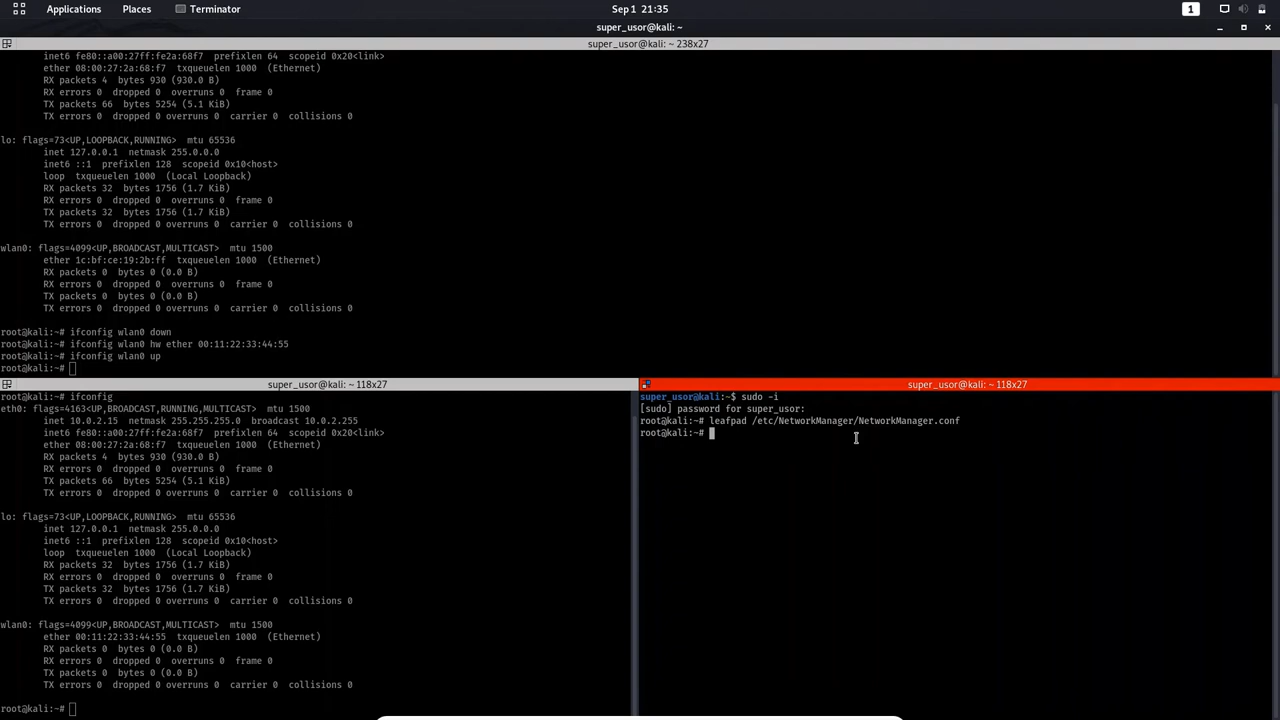 Applications Places Terminator Sep 1 21:35 1
super_usor@kali: ~
super_usor@kali: ~ 238x27
inet6 fe80::a00:27ff:fe2a:68f7 prefixlen 64 scopeid 0x20<link>
ether 08:00:27:2a:68:f7 txqueuelen 1000 (Ethernet)
RX packets 4 bytes 930 (930.0 B)
RX errors 0 dropped 0 overruns 0 frame 0
TX packets 66 bytes 5254 (5.1 KiB)
TX errors 0 dropped 0 overruns 0 carrier 0 collisions 0
lo: flags=73<UP,LOOPBACK,RUNNING> mtu 65536
inet 127.0.0.1 netmask 255.0.0.0
inet6 ::1 prefixlen 128 scopeid 0x10<host>
loop txqueuelen 1000 (Local Loopback)
RX packets 32 bytes 1756 (1.7 KiB)
RX errors 0 dropped 0 overruns 0 frame 0
TX packets 32 bytes 1756 (1.7 KiB)
TX errors 0 dropped 0 overruns 0 carrier 0 collisions 0
wlan0: flags=4099<UP,BROADCAST,MULTICAST> mtu 1500
ether 1c:bf:ce:19:2b:ff txqueuelen 1000 (Ethernet)
RX packets 0 bytes 0 (0.0 B)
RX errors 0 dropped 0 overruns 0 frame 0
TX packets 0 bytes 0 (0.0 B)
TX errors 0 dropped 0 overruns 0 carrier 0 collisions 0
root@kali:~# ifconfig wlan0 down
root@kali:~# ifconfig wlan0 hw ether 00:11:22:33:44:55
root@kali:~# ifconfig wlan0 up
root@kali:~#
super_usor@kali: ~ 118x27
root@kali:~# ifconfig
eth0: flags=4163<UP,BROADCAST,RUNNING,MULTICAST> mtu 1500
inet 10.0.2.15 netmask 255.255.255.0 broadcast 10.0.2.255
inet6 fe80::a00:27ff:fe2a:68f7 prefixlen 64 scopeid 0x20<link>
ether 08:00:27:2a:68:f7 txqueuelen 1000 (Ethernet)
RX packets 4 bytes 930 (930.0 B)
RX errors 0 dropped 0 overruns 0 frame 0
TX packets 66 bytes 5254 (5.1 KiB)
TX errors 0 dropped 0 overruns 0 carrier 0 collisions 0
lo: flags=73<UP,LOOPBACK,RUNNING> mtu 65536
inet 127.0.0.1 netmask 255.0.0.0
inet6 ::1 prefixlen 128 scopeid 0x10<host>
loop txqueuelen 1000 (Local Loopback)
RX packets 32 bytes 1756 (1.7 KiB)
RX errors 0 dropped 0 overruns 0 frame 0
TX packets 32 bytes 1756 (1.7 KiB)
TX errors 0 dropped 0 overruns 0 carrier 0 collisions 0
wlan0: flags=4099<UP,BROADCAST,MULTICAST> mtu 1500
ether 00:11:22:33:44:55 txqueuelen 1000 (Ethernet)
RX packets 0 bytes 0 (0.0 B)
RX errors 0 dropped 0 overruns 0 frame 0
TX packets 0 bytes 0 (0.0 B)
TX errors 0 dropped 0 overruns 0 carrier 0 collisions 0
root@kali:~#
super_usor@kali: ~ 118x27
super_usor@kali:~$ sudo -i
[sudo] password for super_usor:
root@kali:~# leafpad /etc/NetworkManager/NetworkManager.conf
root@kali:~#